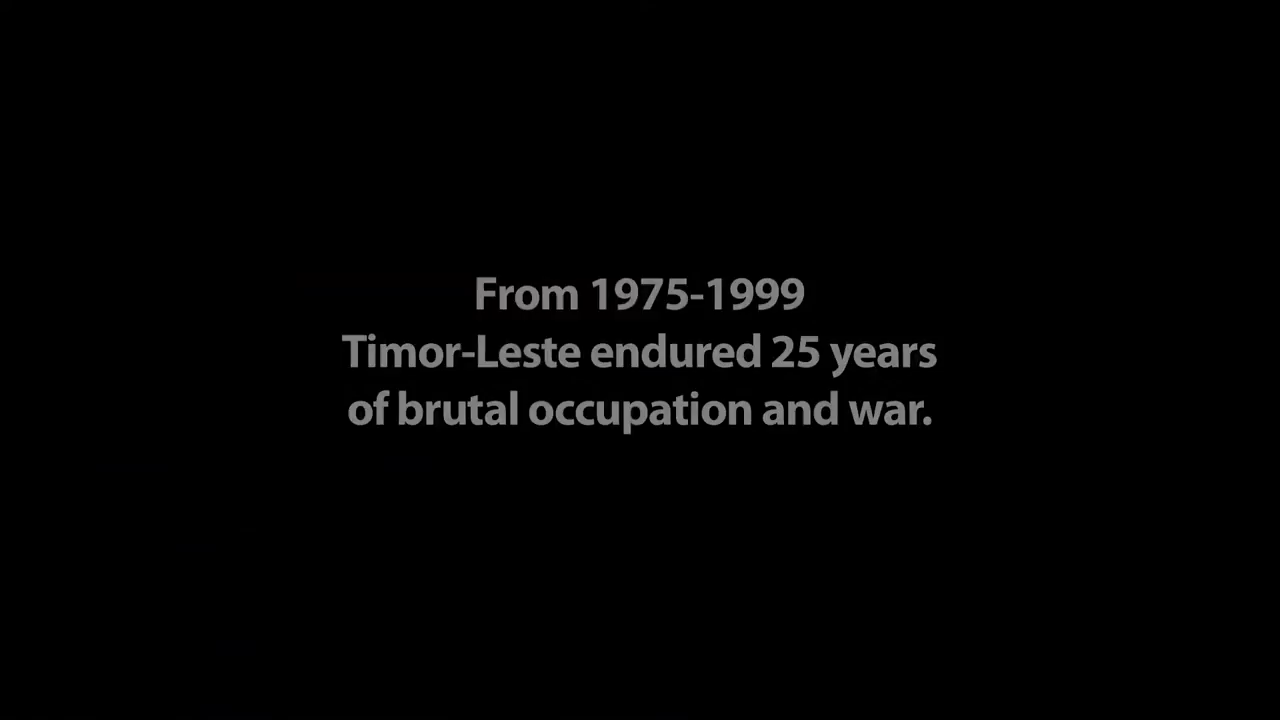 From 1975-1999
Timor-Leste endured 25 years
of brutal occupation and war.